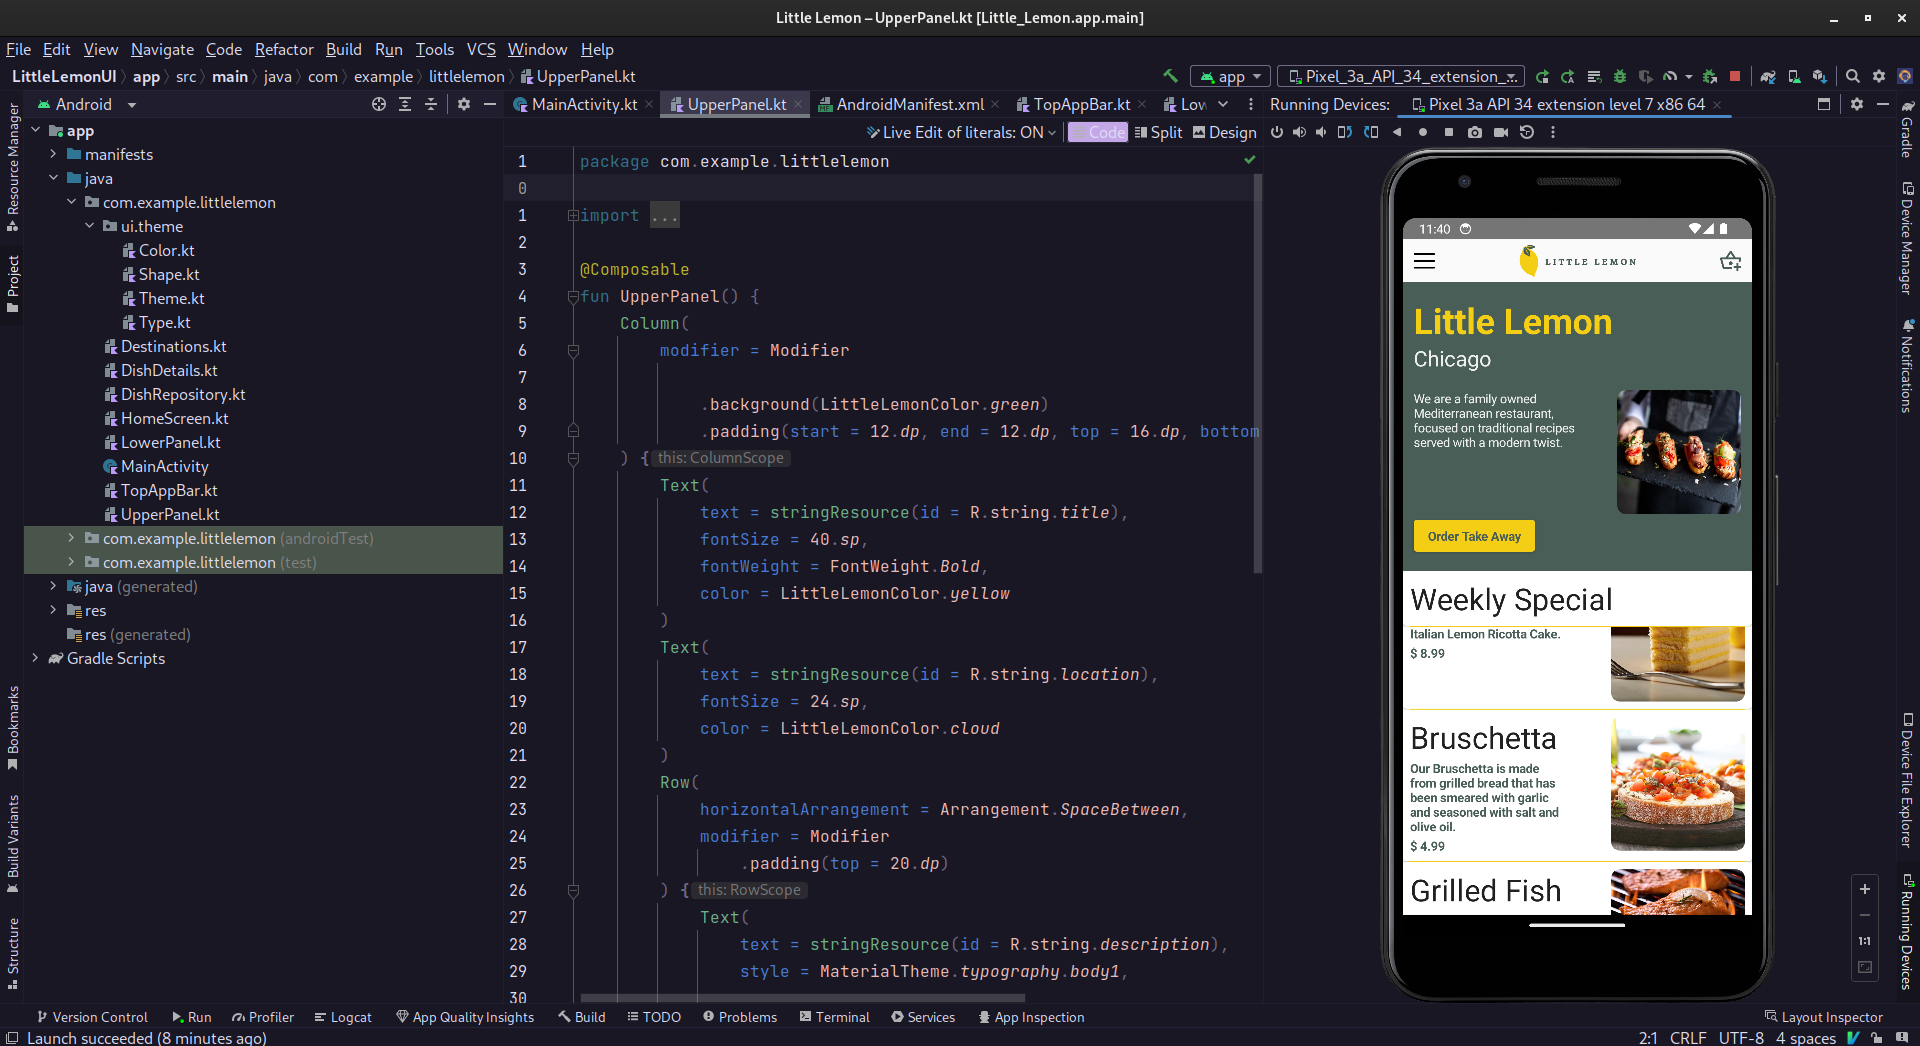 Little Lemon – UpperPanel.kt [Little_Lemon.app.main]
File Edit View Navigate Code Refactor Build Run Tools VCS Window Help
LittleLemonUI app src main java com example littlelemon UpperPanel.kt
app Pixel_3a_API_34_extension_...
Android
MainActivity.kt UpperPanel.kt AndroidManifest.xml TopAppBar.kt Low
Running Devices: Pixel 3a API 34 extension level 7 x86 64
Live Edit of literals: ON Code Split Design
Resource Manager
Project
Bookmarks
Build Variants
Structure
app
manifests
java
com.example.littlelemon
ui.theme
Color.kt
Shape.kt
Theme.kt
Type.kt
Destinations.kt
DishDetails.kt
DishRepository.kt
HomeScreen.kt
LowerPanel.kt
MainActivity
TopAppBar.kt
UpperPanel.kt
com.example.littlelemon (androidTest)
com.example.littlelemon (test)
java (generated)
res
res (generated)
Gradle Scripts
1 package com.example.littlelemon
0
1 import ...
2
3 @Composable
4 fun UpperPanel() {
5 Column(
6 modifier = Modifier
7
8 .background(LittleLemonColor.green)
9 .padding(start = 12.dp, end = 12.dp, top = 16.dp, bottom
10 ) { this: ColumnScope
11 Text(
12 text = stringResource(id = R.string.title),
13 fontSize = 40.sp,
14 fontWeight = FontWeight.Bold,
15 color = LittleLemonColor.yellow
16 )
17 Text(
18 text = stringResource(id = R.string.location),
19 fontSize = 24.sp,
20 color = LittleLemonColor.cloud
21 )
22 Row(
23 horizontalArrangement = Arrangement.SpaceBetween,
24 modifier = Modifier
25 .padding(top = 20.dp)
26 ) { this: RowScope
27 Text(
28 text = stringResource(id = R.string.description),
29 style = MaterialTheme.typography.body1,
30
11:40
LITTLE LEMON
Little Lemon
Chicago
We are a family owned
Mediterranean restaurant,
focused on traditional recipes
served with a modern twist.
Order Take Away
Weekly Special
Italian Lemon Ricotta Cake.
$ 8.99
Bruschetta
Our Bruschetta is made
from grilled bread that has
been smeared with garlic
and seasoned with salt and
olive oil.
$ 4.99
Grilled Fish
1:1
Gradle
Device Manager
Notifications
Device File Explorer
Running Devices
Version Control Run Profiler Logcat App Quality Insights Build TODO Problems Terminal Services App Inspection Layout Inspector
Launch succeeded (8 minutes ago) 2:1 CRLF UTF-8 4 spaces